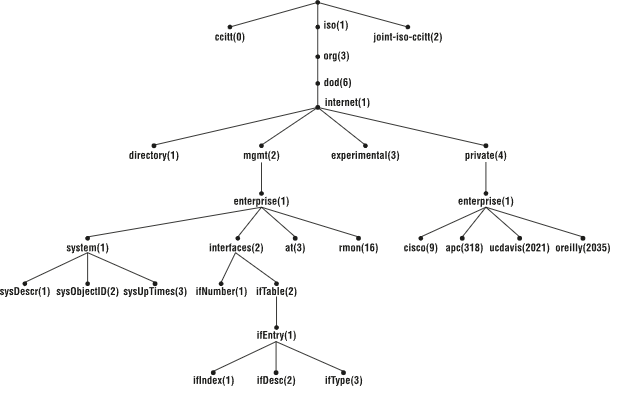 iso(1)
ccitt(0) joint-iso-ccitt(2)
org(3)
dod(6)
internet(1)
directory(1) mgmt(2) experimental(3) private(4)
enterprise(1) enterprise(1)
system(1) interfaces(2) at(3) rmon(16) cisco(9) apc(318) ucdavis(2021) oreilly(2035)
sysDescr(1) sysObjectID(2) sysUpTimes(3) ifNumber(1) ifTable(2)
ifEntry(1)
ifIndex(1) ifDesc(2) ifType(3)